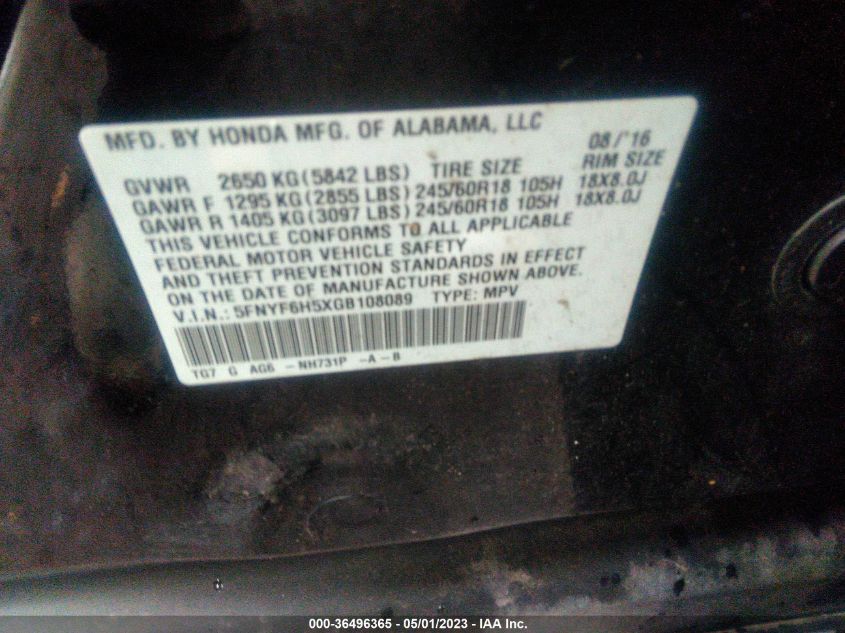 MFD. BY HONDA MFG. OF ALABAMA, LLC 08/'16
GVWR 2650 KG(5842 LBS) TIRE SIZE RIM SIZE
GAWR F 1295 KG(2855 LBS) 245/60R18 105H 18X8.0J
GAWR R 1405 KG(3097 LBS) 245/60R18 105H 18X8.0J
THIS VEHICLE CONFORMS TO ALL APPLICABLE
FEDERAL MOTOR VEHICLE SAFETY
AND THEFT PREVENTION STANDARDS IN EFFECT
ON THE DATE OF MANUFACTURE SHOWN ABOVE.
V.I.N.: 5FNYF6H5XGB108089 TYPE: MPV
TG7 G AG6 -NH731P -A-B
000-36496365 - 05/01/2023 - IAA Inc.